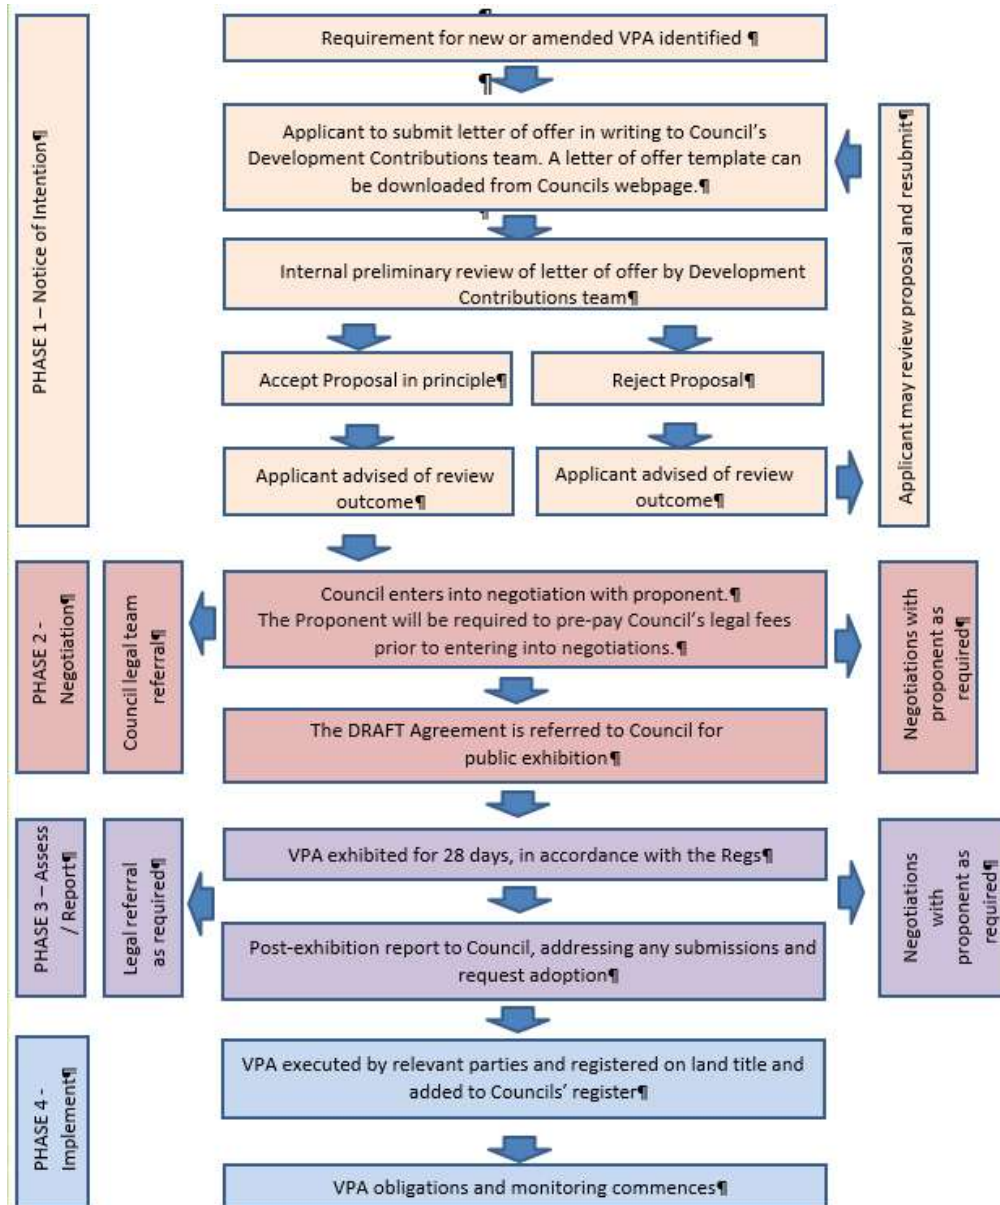 ¶
Requirement for new or amended VPA identified ¶
¶
PHASE 1 – Notice of Intention¶
Applicant to submit letter of offer in writing to Council's
Development Contributions team. A letter of offer template can
be downloaded from Councils webpage.¶
Applicant may review proposal and resubmit¶
¶
Internal preliminary review of letter of offer by Development
Contributions team¶
Accept Proposal in principle¶
Reject Proposal¶
Applicant advised of review
outcome¶
Applicant advised of review
outcome¶
PHASE 2 -
Negotiation¶
Council legal team
referral¶
Council enters into negotiation with proponent.¶
The Proponent will be required to pre-pay Council's legal fees
prior to entering into negotiations.¶
Negotiations with
proponent as
required¶
The DRAFT Agreement is referred to Council for
public exhibition¶
PHASE 3 – Assess
/ Report¶
Legal referral
as required¶
VPA exhibited for 28 days, in accordance with the Regs¶
Negotiations
with
proponent as
required¶
Post-exhibition report to Council, addressing any submissions and
request adoption¶
PHASE 4 -
Implement¶
VPA executed by relevant parties and registered on land title and
added to Councils' register¶
VPA obligations and monitoring commences¶